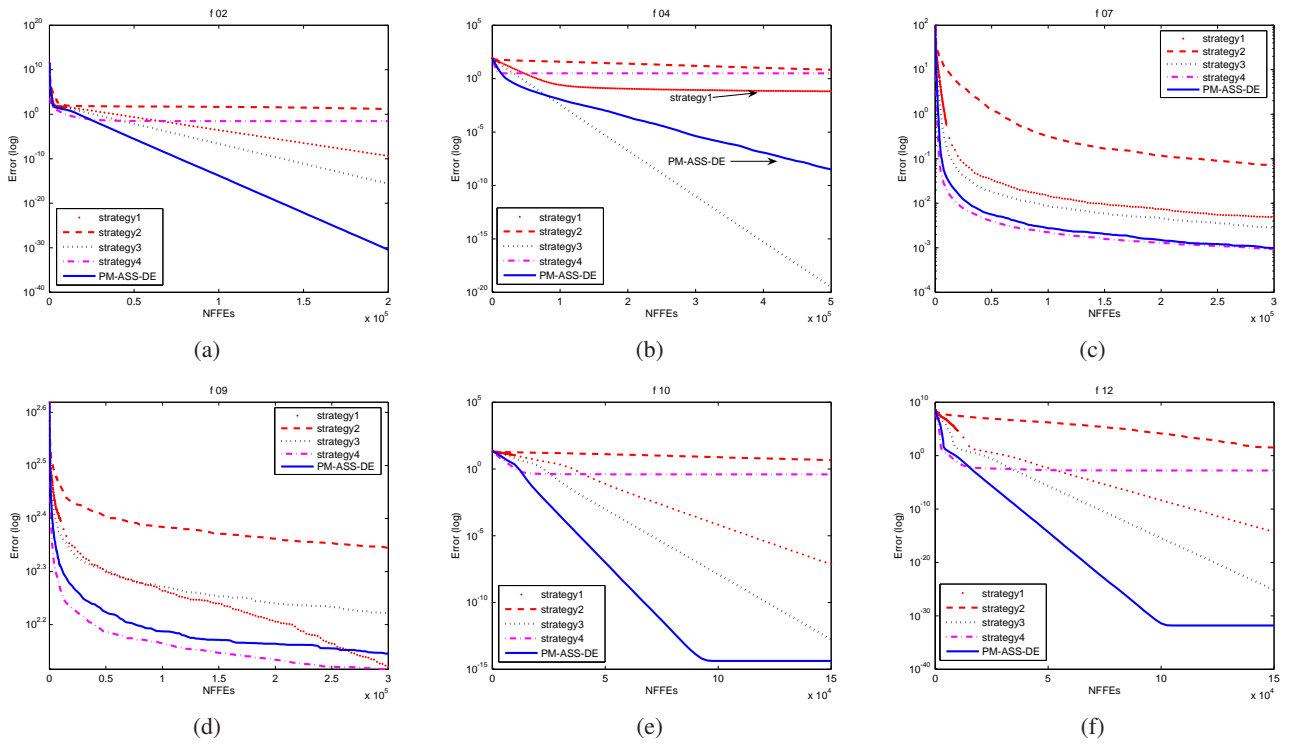 f 02
10^20
10^10
10^0
10^-10
10^-20
10^-30
10^-40
Error (log)
strategy1
strategy2
strategy3
strategy4
PM-ASS-DE
0 0.5 1 1.5 2
NFFEs
x 10^5
(a)
f 04
10^5
10^0
10^-5
10^-10
10^-15
10^-20
Error (log)
strategy1
PM-ASS-DE
strategy1
strategy2
strategy3
strategy4
PM-ASS-DE
0 1 2 3 4 5
NFFEs
x 10^5
(b)
f 07
10^2
10^1
10^0
10^-1
10^-2
10^-3
10^-4
Error (log)
strategy1
strategy2
strategy3
strategy4
PM-ASS-DE
0 0.5 1 1.5 2 2.5 3
NFFEs
x 10^5
(c)
f 09
10^2.6
10^2.5
10^2.4
10^2.3
10^2.2
Error (log)
strategy1
strategy2
strategy3
strategy4
PM-ASS-DE
0 0.5 1 1.5 2 2.5 3
NFFEs
x 10^5
(d)
f 10
10^5
10^0
10^-5
10^-10
10^-15
Error (log)
strategy1
strategy2
strategy3
strategy4
PM-ASS-DE
0 5 10 15
NFFEs
x 10^4
(e)
f 12
10^10
10^0
10^-10
10^-20
10^-30
10^-40
Error (log)
strategy1
strategy2
strategy3
strategy4
PM-ASS-DE
0 5 10 15
NFFEs
x 10^4
(f)